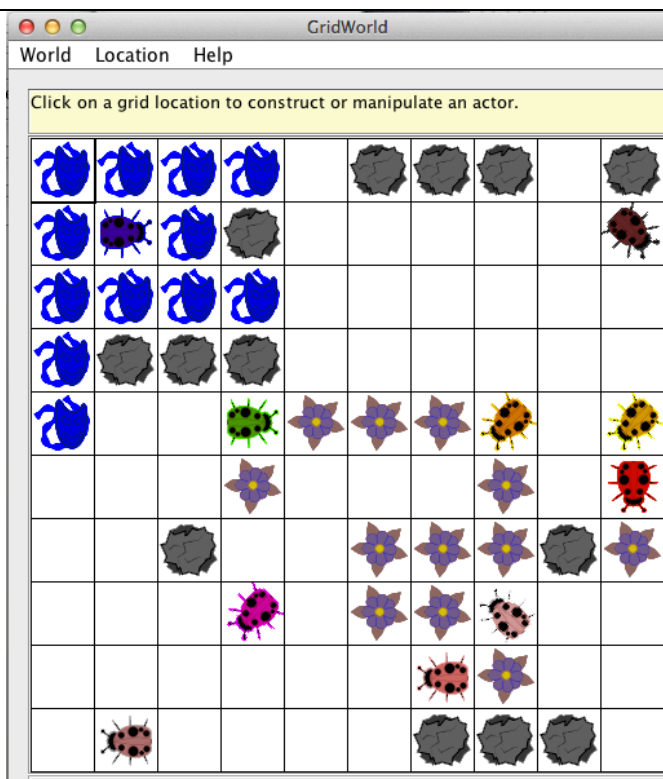 GridWorld
World Location Help
Click on a grid location to construct or manipulate an actor.